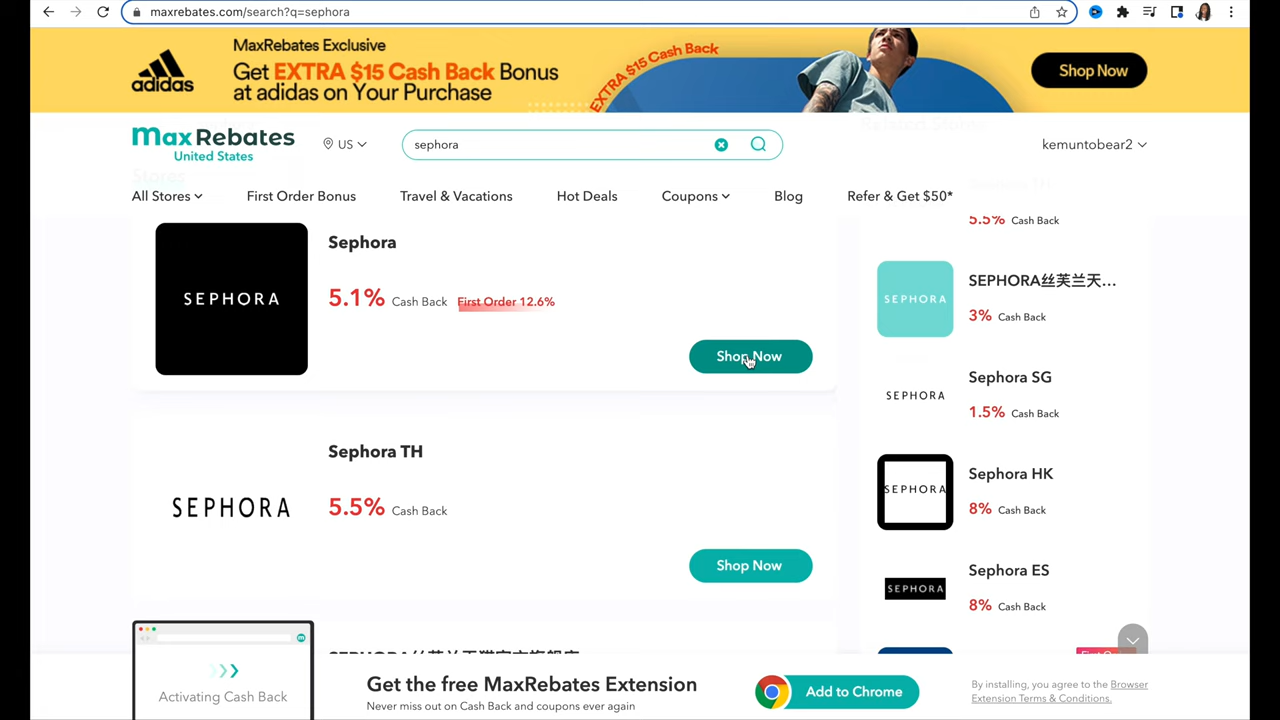 maxrebates.com/search?q=sephora
adidas
MaxRebates Exclusive
Get EXTRA $15 Cash Back Bonus
at adidas on Your Purchase
EXTRA $15 Cash Back
Shop Now
MaxRebates
United States
US
sephora
kemuntobear2
Stores
All Stores
First Order Bonus
Travel & Vacations
Hot Deals
Coupons
Blog
Refer & Get $50*
SEPHORA
Sephora
5.1% Cash Back First Order 12.6%
Shop Now
SEPHORA
Sephora TH
5.5% Cash Back
Shop Now
5.5% Cash Back
SEPHORA
SEPHORA丝芙兰天...
3% Cash Back
SEPHORA
Sephora SG
1.5% Cash Back
SEPHORA
Sephora HK
8% Cash Back
SEPHORA
Sephora ES
8% Cash Back
Activating Cash Back
Get the free MaxRebates Extension
Never miss out on Cash Back and coupons ever again
Add to Chrome
By installing, you agree to the Browser
Extension Terms & Conditions.